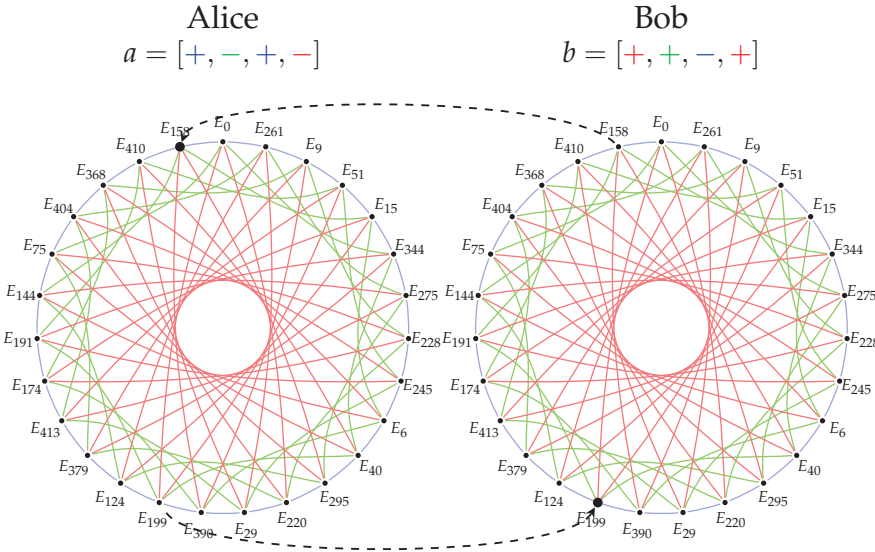 Alice
a = [+, −, +, −]
E158 E0 E261 E9 E51 E15 E344 E275 E228 E245 E6 E40 E295 E220 E29 E390 E199 E124 E379 E413 E174 E191 E144 E75 E404 E368 E410
Bob
b = [+, +, −, +]
E158 E0 E261 E9 E51 E15 E344 E275 E228 E245 E6 E40 E295 E220 E29 E390 E199 E124 E379 E413 E174 E191 E144 E75 E404 E368 E410